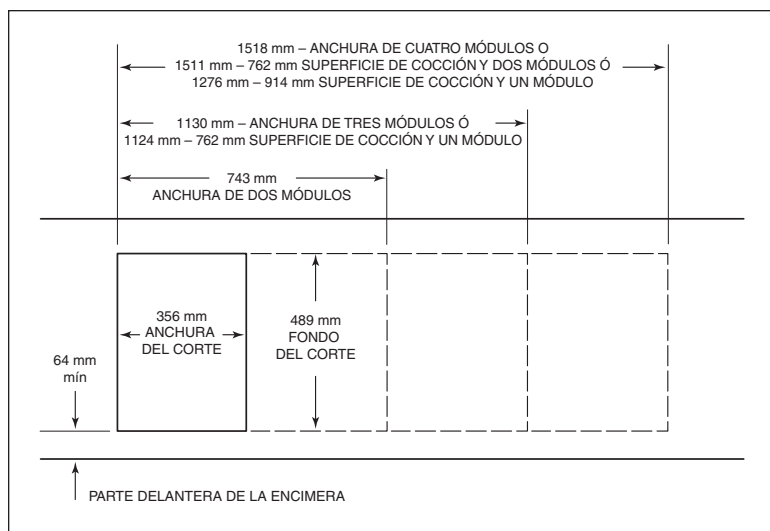 1518 mm – ANCHURA DE CUATRO MÓDULOS O
1511 mm – 762 mm SUPERFICIE DE COCCIÓN Y DOS MÓDULOS Ó
1276 mm – 914 mm SUPERFICIE DE COCCIÓN Y UN MÓDULO
1130 mm – ANCHURA DE TRES MÓDULOS Ó
1124 mm – 762 mm SUPERFICIE DE COCCIÓN Y UN MÓDULO
743 mm
ANCHURA DE DOS MÓDULOS
356 mm
ANCHURA
DEL CORTE
489 mm
FONDO
DEL CORTE
64 mm
mín
PARTE DELANTERA DE LA ENCIMERA